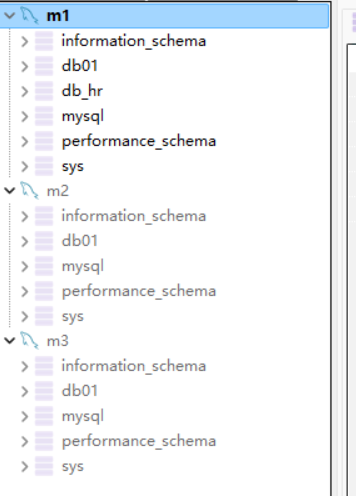 m1
information_schema
db01
db_hr
mysql
performance_schema
sys
m2
information_schema
db01
mysql
performance_schema
sys
m3
information_schema
db01
mysql
performance_schema
sys